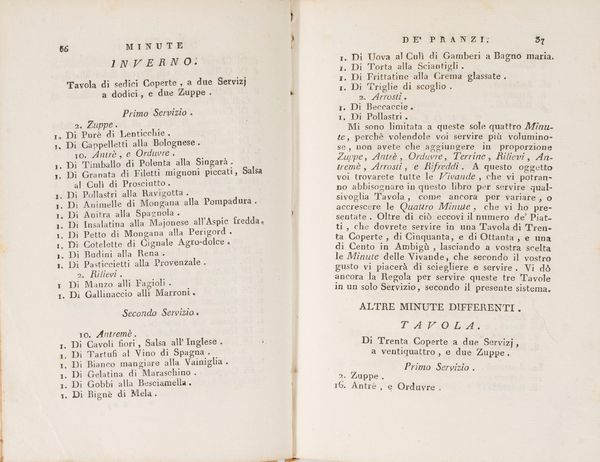 66 MINUTE
INVERNO.
Tavola di sedici Coperte, a due Servizj
a dodici, e due Zuppe.
Primo Servizio.
2. Zuppe.
1. Di Purè di Lenticchie.
1. Di Cappelletti alla Bolognese.
10. Antrè, e Orduvre.
1. Di Timballo di Polenta alla Singarà.
1. Di Granata di Filetti mignoni piccati, Salsa
al Culì di Prosciutto.
1. Di Pollastri alla Ravigotta.
1. Di Animelle di Mongana alla Pompadura.
1. Di Anitra alla Spagnola.
1. Di Insalatina alla Majonese all'Aspic fredda.
1. Di Petto di Mongana alla Perigord.
1. Di Cotelotte di Cignale Agro-dolce.
1. Di Budini alla Rena.
1. Di Pasticcietti alla Provenzale.
2. Rilievi.
1 Di Manzo alli Fagioli.
1. Di Gallinaccio alli Marroni.
Secondo Servizio.
10. Antremè.
1. Di Cavoli fiori, Salsa all'Inglese.
1. Di Tartufi al Vino di Spagna.
1. Di Bianco mangiare alla Vainiglia.
1. Di Gelatina di Maraschino.
1. Di Gobbi alla Besciamella.
1. Di Bignè di Mela.
DE' PRANZI. 37
1. Di Uova al Culì di Gamberi a Bagno maria.
1. Di Torta alla Sciantiglì.
1. Di Frittatine alla Crema glassate.
1. Di Triglie di scoglio.
2. Arrosti.
1. Di Beccaccie.
1. Di Pollastri.
Mi sono limitata a queste sole quattro Minu-
te, perchè volendole voi servire più volumino-
se, non avete che aggiungere in proporzione
Zuppe, Antrè, Orduvre, Terrine, Rilievi, An-
tremè, Arrosti, e Rifreddi. A questo oggetto
voi troverete tutte le Vivande, che vi potran-
no abbisognare in questo libro per servire qual-
sivoglia Tavola, come ancora per variare, o
accrescere le Quattro Minute, che vi ho pre-
sentate. Oltre di ciò eccovi il numero de' Piat-
ti, che dovrete servire in una Tavola di Tren-
ta Coperte, di Cinquanta, e di Ottanta, e una
di Cento in Ambigù, lasciando a vostra scelta
le Minute delle Vivande, che secondo il vostro
gusto vi piacerà di sciegliere e servire. Vi dò
ancora la Regola per servire queste tre Tavole
in un solo Servizio, secondo il presente sistema.
ALTRE MINUTE DIFFERENTI.
TAVOLA.
Di Trenta Coperte a due Servizj,
a ventiquattro, e due Zuppe.
Primo Servizio.
2. Zuppe.
16. Antrè, e Orduvre.